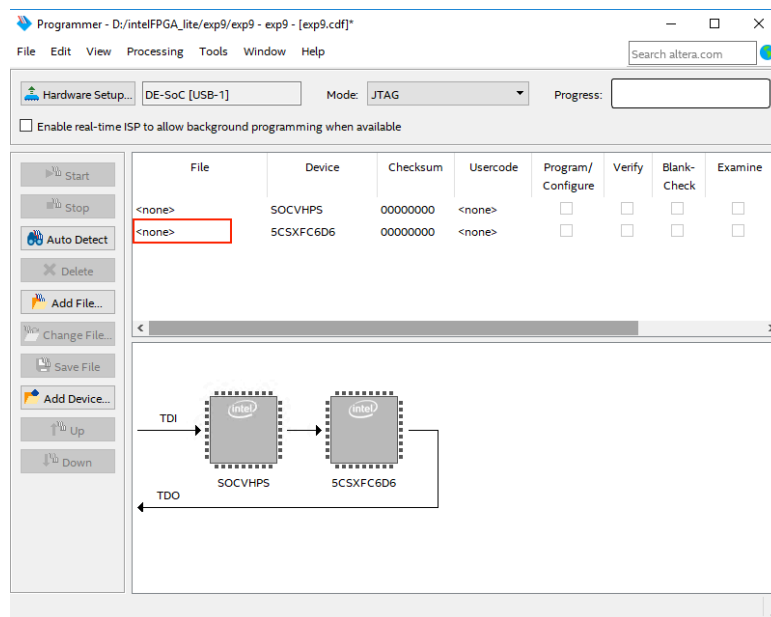 Programmer - D:/intelFPGA_lite/exp9/exp9 - exp9 - [exp9.cdf]*
File Edit View Processing Tools Window Help
Search altera.com
Hardware Setup... DE-SoC [USB-1] Mode: JTAG Progress:
Enable real-time ISP to allow background programming when available
Start
Stop
Auto Detect
Delete
Add File...
Change File...
Save File
Add Device...
Up
Down
File Device Checksum Usercode Program/ Verify Blank- Examine
Configure Check
<none> SOCVHPS 00000000 <none>
<none> 5CSXFC6D6 00000000 <none>
intel intel
TDI
SOCVHPS 5CSXFC6D6
TDO